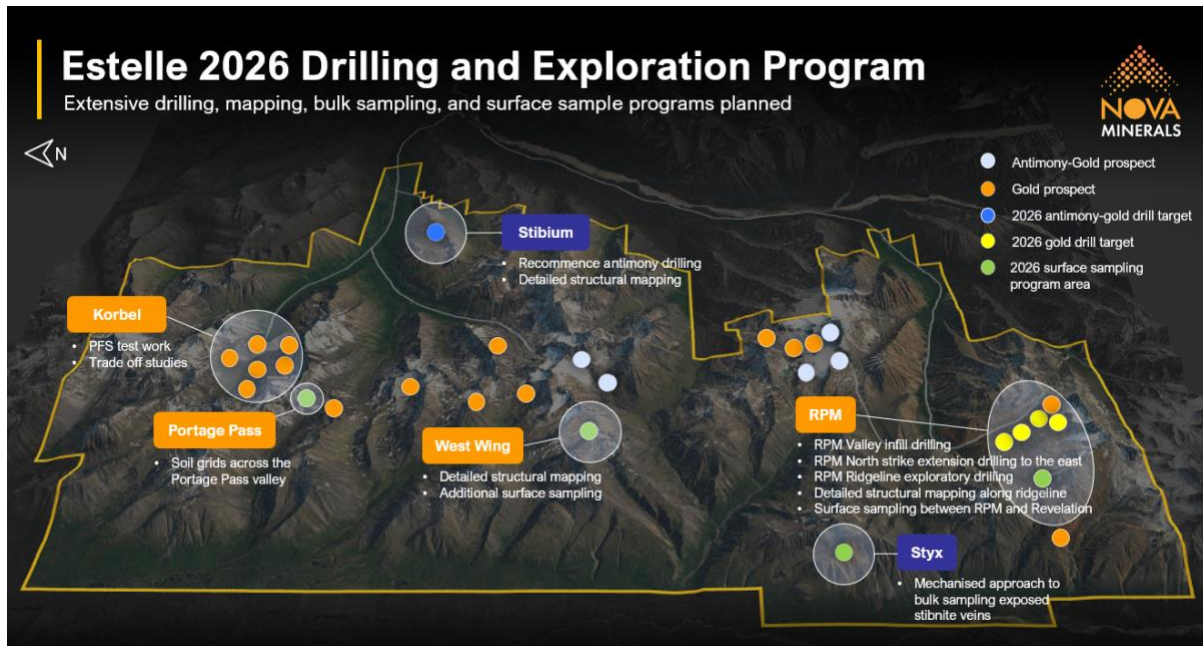 Estelle 2026 Drilling and Exploration Program
Extensive drilling, mapping, bulk sampling, and surface sample programs planned
NOVA
MINERALS
N
Antimony-Gold prospect
Gold prospect
2026 antimony-gold drill target
2026 gold drill target
2026 surface sampling
program area
Stibium
• Recommence antimony drilling
• Detailed structural mapping
Korbel
• PFS test work
• Trade off studies
Portage Pass
• Soil grids across the
Portage Pass valley
West Wing
• Detailed structural mapping
• Additional surface sampling
RPM
• RPM Valley infill drilling
• RPM North strike extension drilling to the east
• RPM Ridgeline exploratory drilling
• Detailed structural mapping along ridgeline
• Surface sampling between RPM and Revelation
Styx
• Mechanised approach to
bulk sampling exposed
stibnite veins